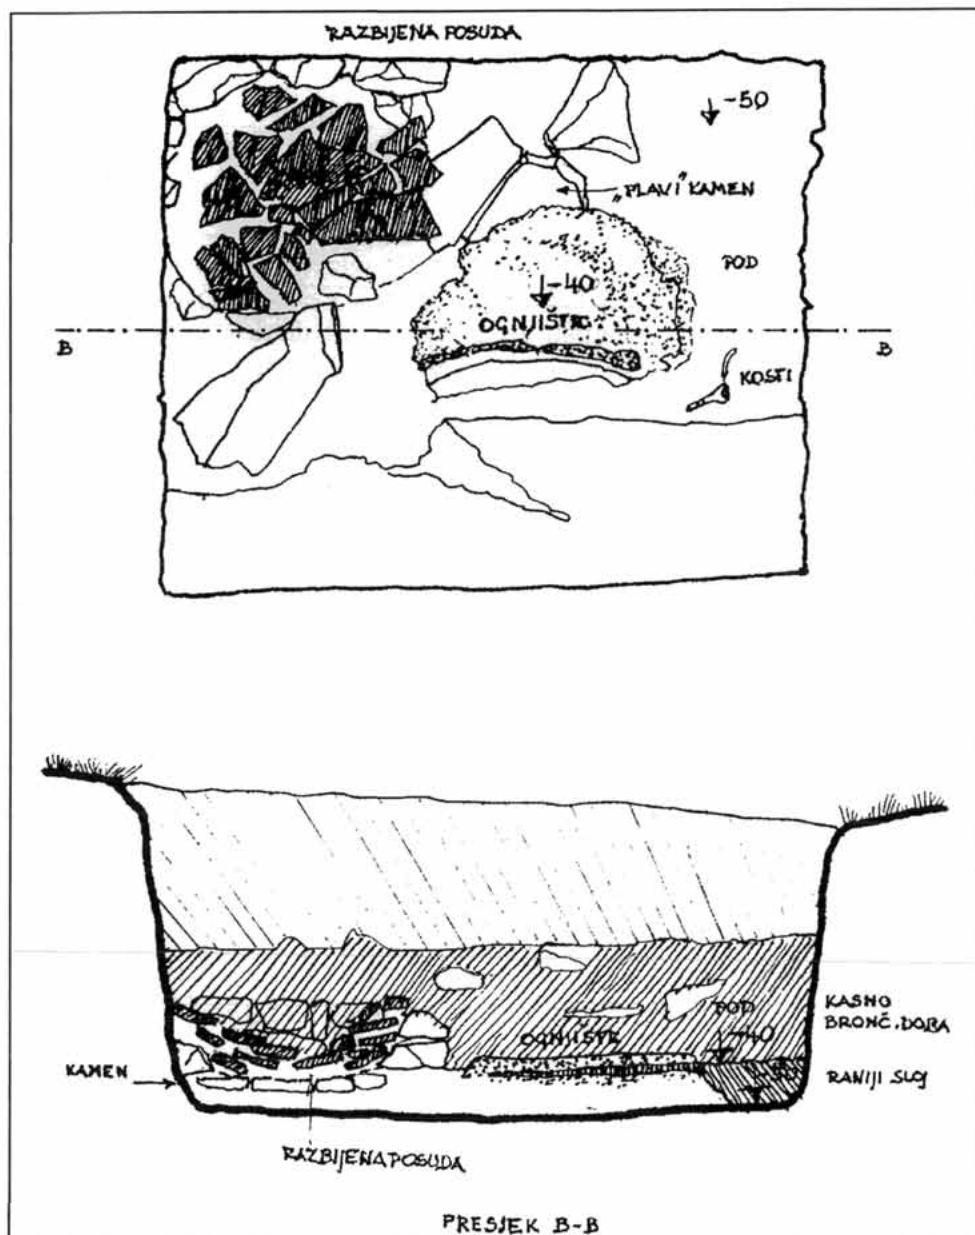 RAZBIJENA POSUDA
-50
„PLAVI” KAMEN
POD
-40
OGNJIŠTE
B
B
KOSTI
KASNO
BRONČ. DOBA
POD
OGNJIŠTE
-40
RANIJI SLOJ
KAMEN
RAZBIJENA POSUDA
PRESJEK B-B